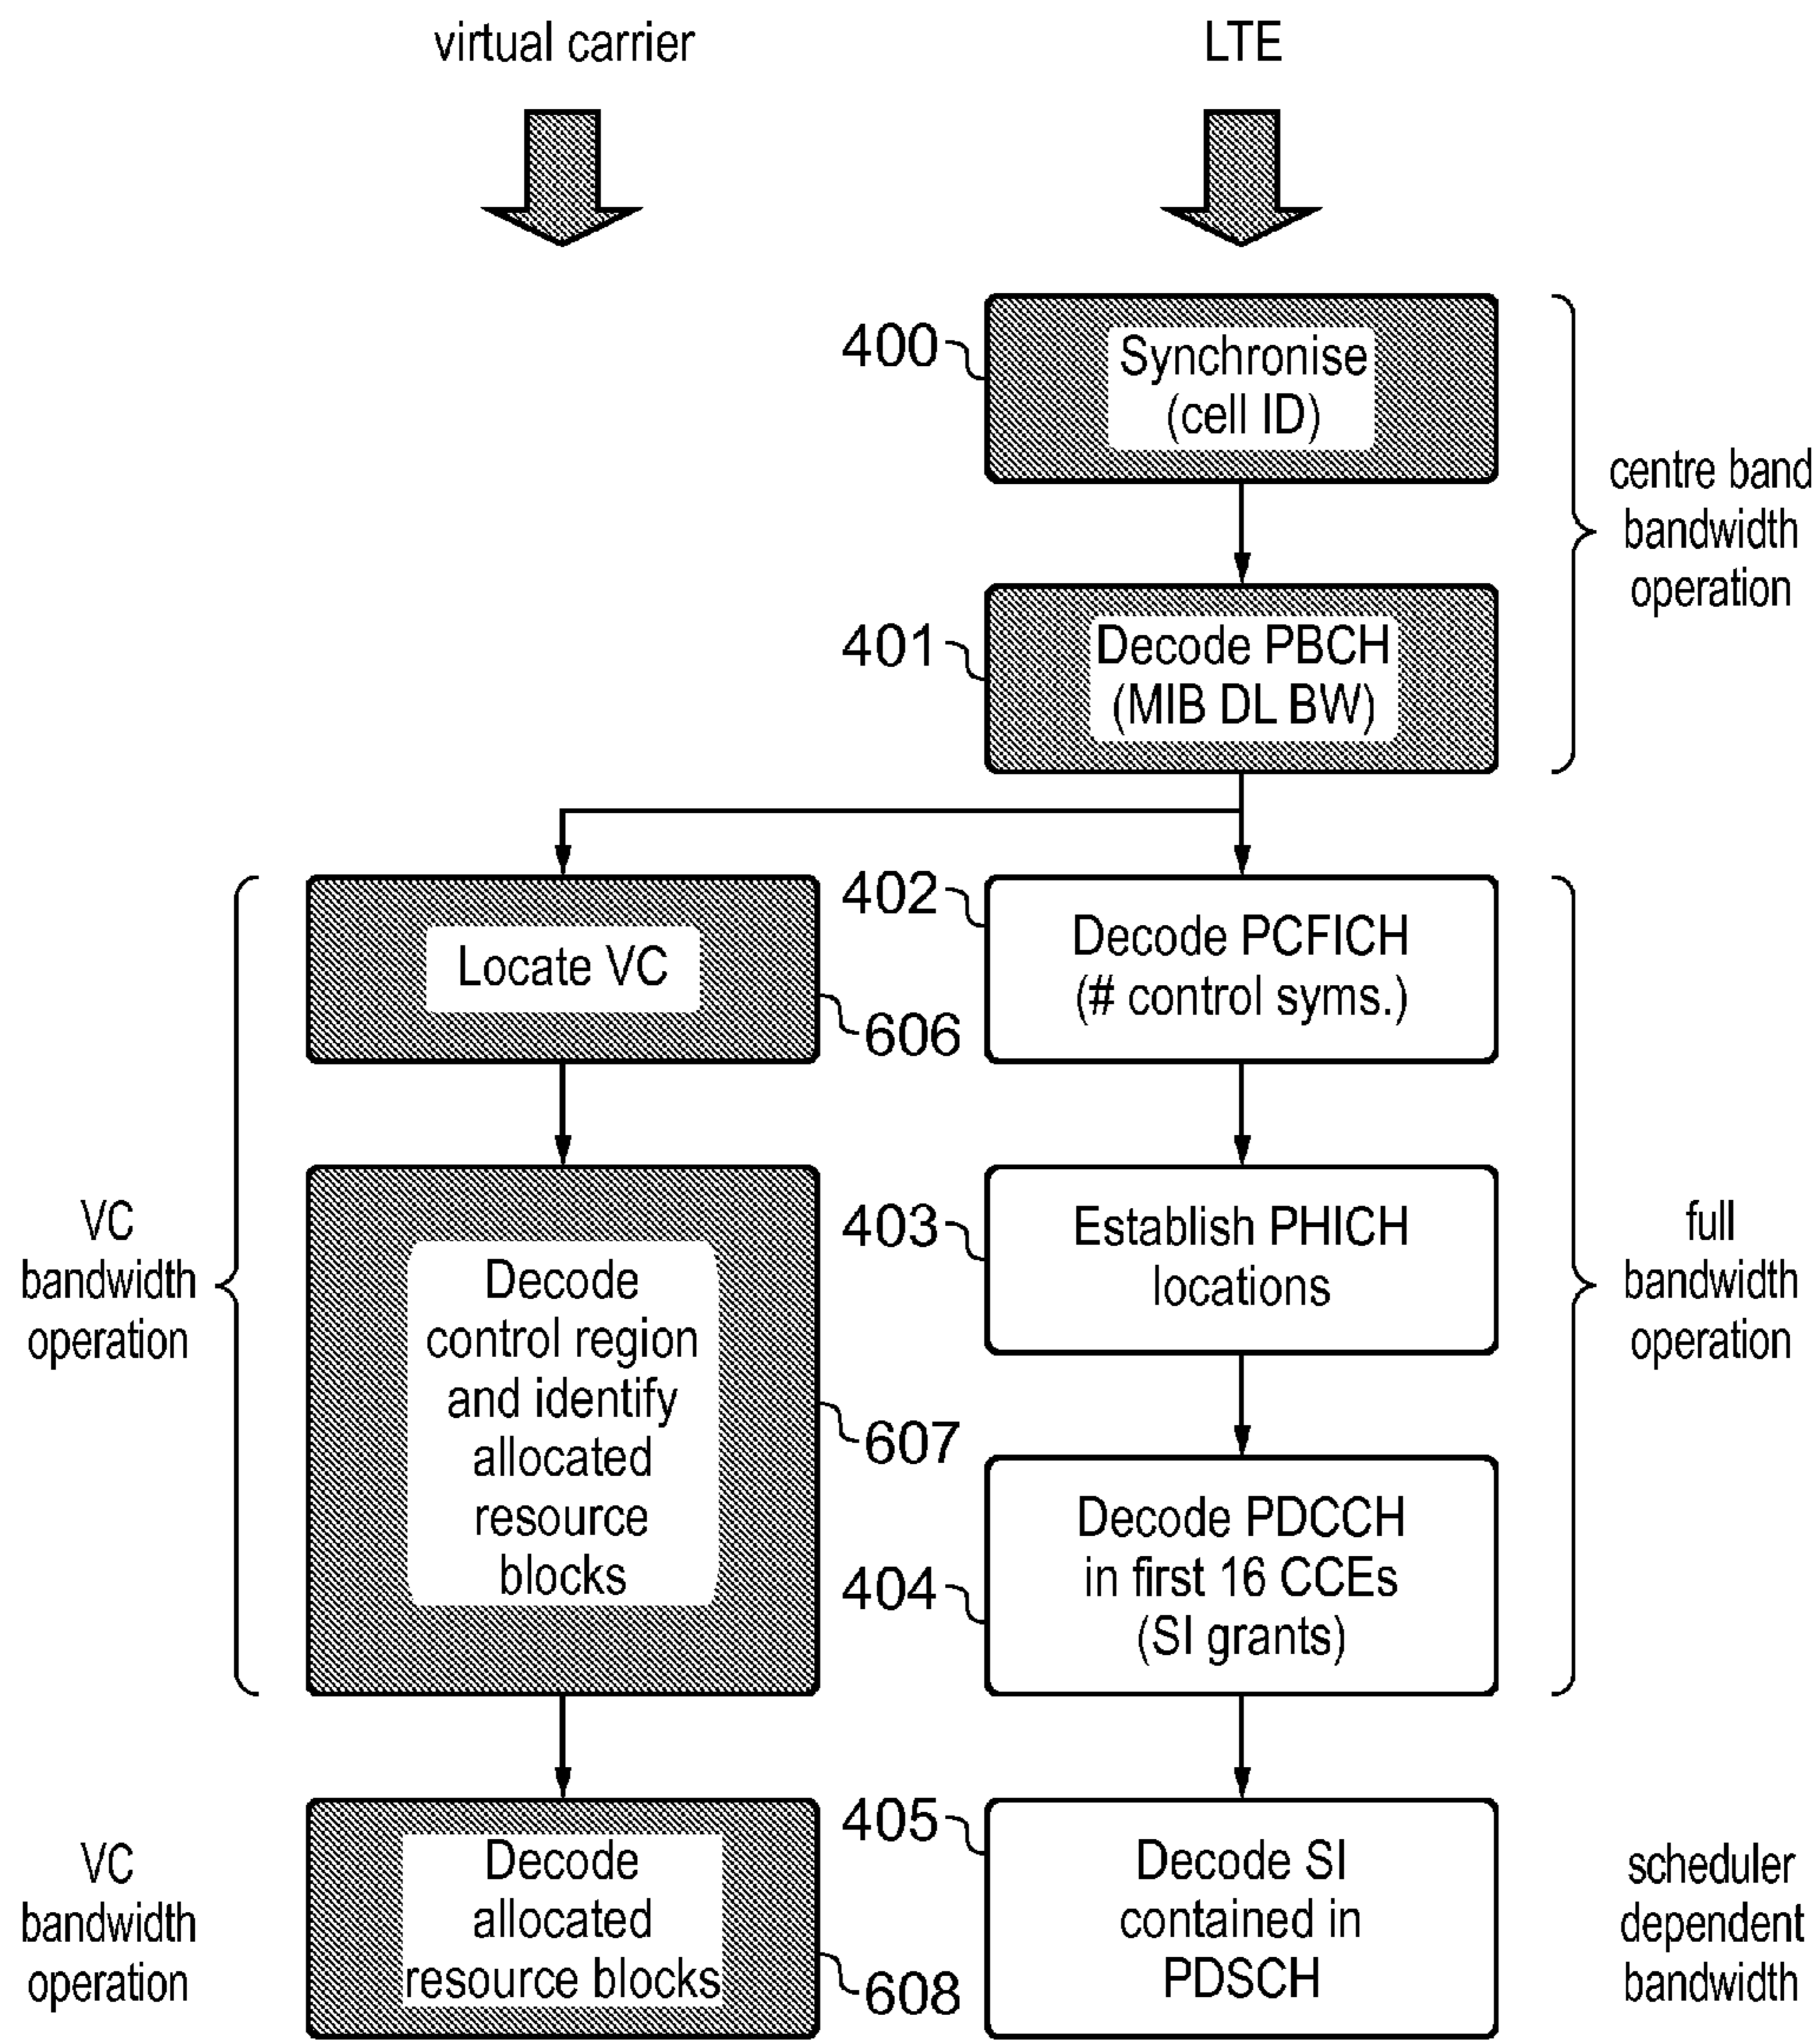 virtual carrier
LTE
400
Synchronise
(cell ID)
centre band
bandwidth
operation
401
Decode PBCH
(MIB DL BW)
VC
bandwidth
operation
Locate VC
606
402
Decode PCFICH
(# control syms.)
403
Establish PHICH
locations
full
bandwidth
operation
Decode
control region
and identify
allocated
resource
blocks
607
404
Decode PDCCH
in first 16 CCEs
(SI grants)
VC
bandwidth
operation
Decode
allocated
resource blocks
608
405
Decode SI
contained in
PDSCH
scheduler
dependent
bandwidth